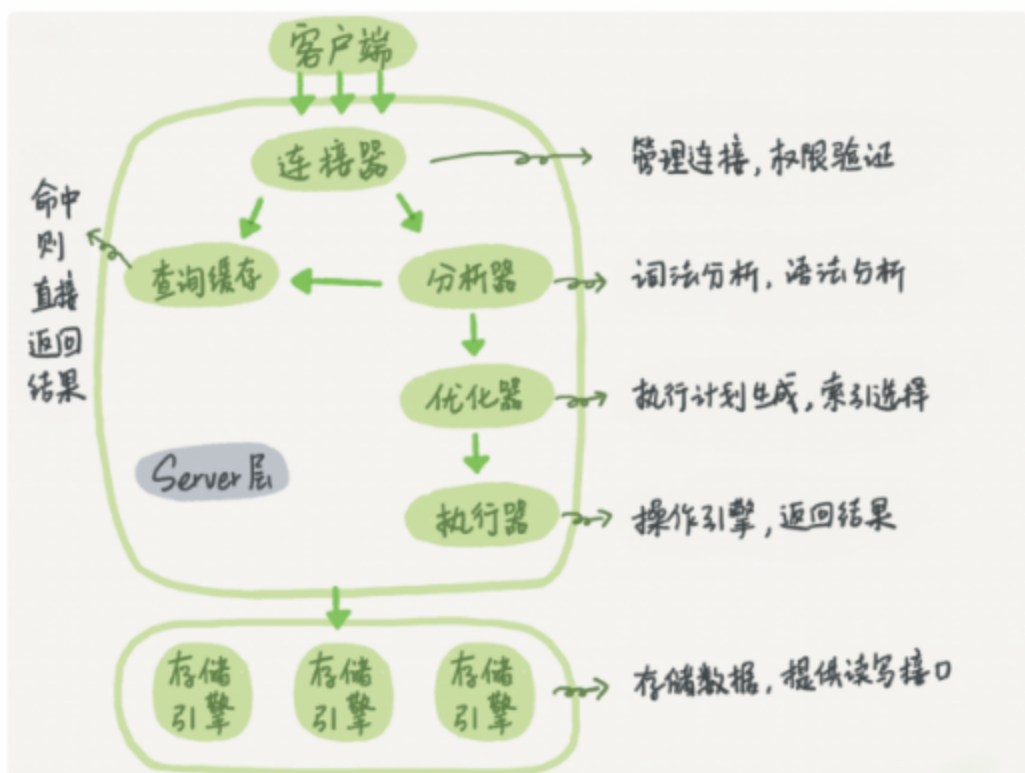 客户端
连接器
管理连接，权限验证
命中
则
直接
返回
结果
查询缓存
分析器
词法分析，语法分析
优化器
执行计划生成，索引选择
Server层
执行器
操作引擎，返回结果
存储
引擎
存储
引擎
存储
引擎
存储数据，提供读写接口